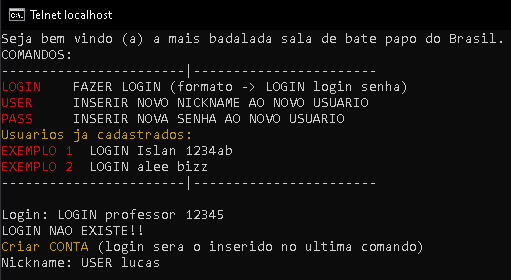 Telnet localhost
Seja bem vindo (a) a mais badalada sala de bate papo do Brasil.
COMANDOS:
-----------------------|-----------------------
LOGIN    FAZER LOGIN (formato -> LOGIN login senha)
USER     INSERIR NOVO NICKNAME AO NOVO USUARIO
PASS     INSERIR NOVA SENHA AO NOVO USUARIO
Usuarios ja cadastrados:
EXEMPLO 1  LOGIN Islan 1234ab
EXEMPLO 2  LOGIN alee bizz
-----------------------|-----------------------
Login: LOGIN professor 12345
LOGIN NAO EXISTE!!
Criar CONTA (login sera o inserido no ultima comando)
Nickname: USER lucas